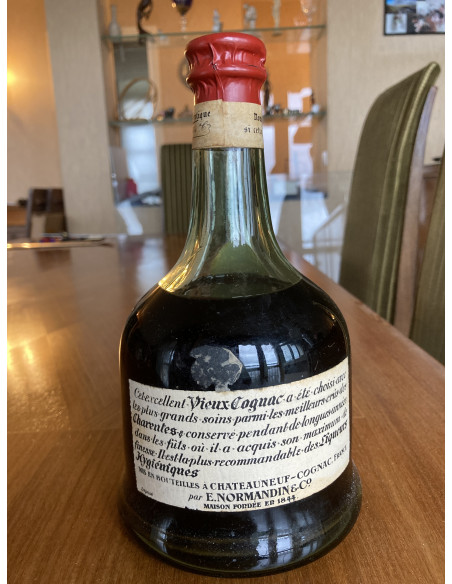 Cet excellent Vieux Cognac a été choisi avec
les plus grands soins parmi les meilleurs crus des
Charentes & conservé pendant de longues années
dans les fûts où il a acquis son maximum de
finesse. Il est la plus recommandable des Liqueurs
Hygiéniques
MIS EN BOUTEILLES À CHATEAUNEUF-COGNAC, FRANCE
par E.NORMANDIN & Co.
MAISON FONDÉE EN 1844